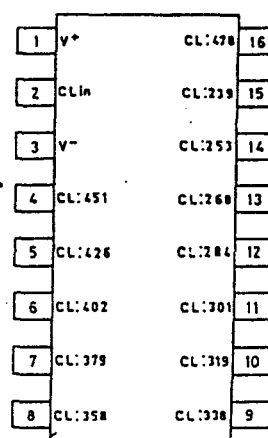 1 V+ CL:478 16
2 CLin CL:239 15
3 V- CL:253 14
4 CL:451 CL:268 13
5 CL:426 CL:284 12
6 CL:402 CL:301 11
7 CL:379 CL:319 10
8 CL:358 CL:338 9